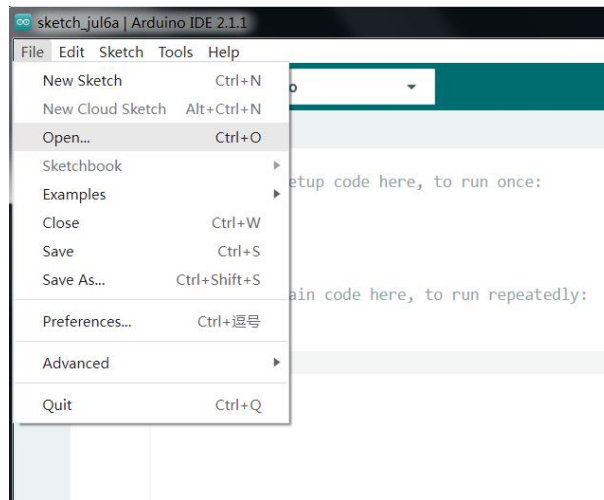 sketch_jul6a | Arduino IDE 2.1.1
File Edit Sketch Tools Help
New Sketch Ctrl+N
New Cloud Sketch Alt+Ctrl+N
Open... Ctrl+O
Sketchbook
Examples
Close Ctrl+W
Save Ctrl+S
Save As... Ctrl+Shift+S
Preferences... Ctrl+逗号
Advanced
Quit Ctrl+Q
o
etup code here, to run once:
ain code here, to run repeatedly: